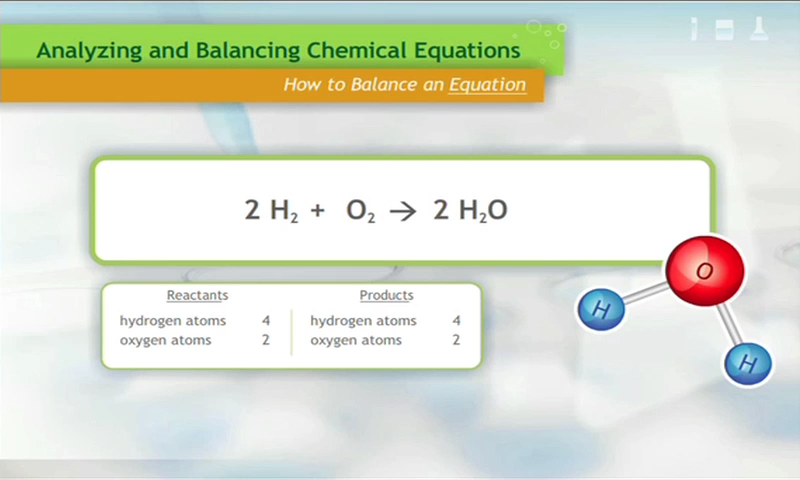 Analyzing and Balancing Chemical Equations
How to Balance an Equation
2 H₂ + O₂ → 2 H₂O
Reactants Products
hydrogen atoms 4 hydrogen atoms 4
oxygen atoms 2 oxygen atoms 2
O
H
H